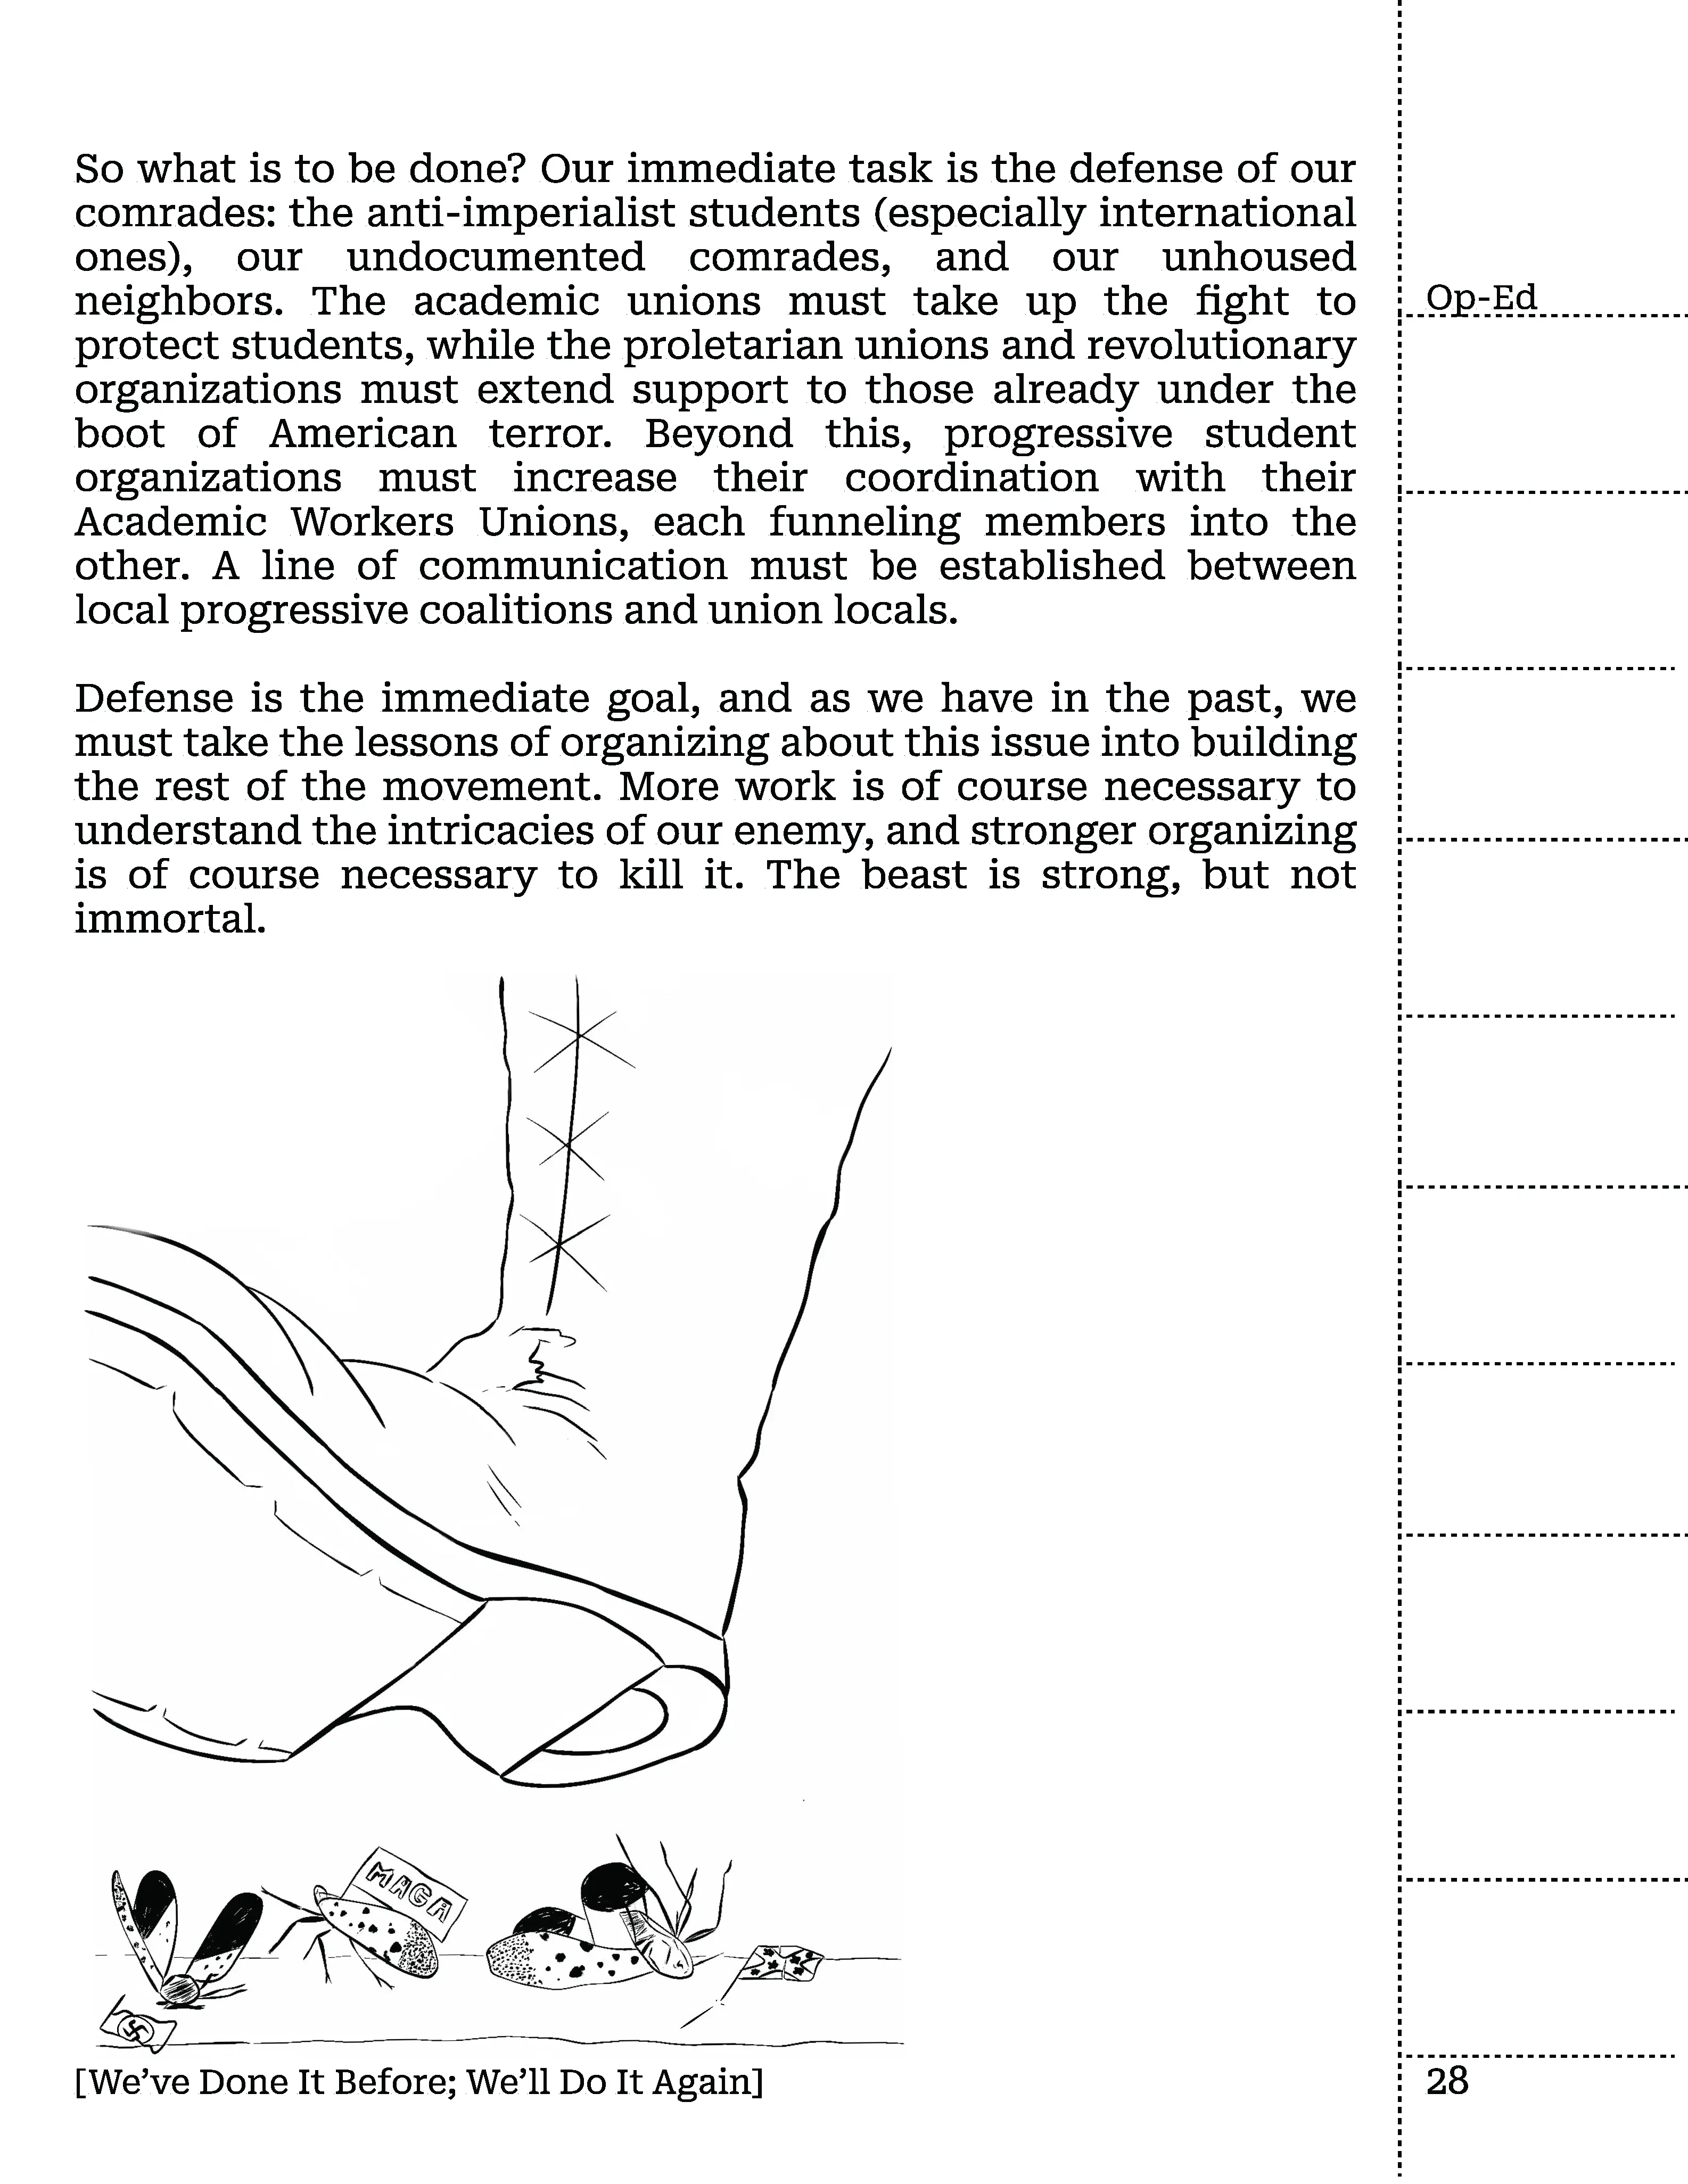 So what is to be done? Our immediate task is the defense of our
comrades: the anti-imperialist students (especially international
ones), our undocumented comrades, and our unhoused
neighbors. The academic unions must take up the fight to
protect students, while the proletarian unions and revolutionary
organizations must extend support to those already under the
boot of American terror. Beyond this, progressive student
organizations must increase their coordination with their
Academic Workers Unions, each funneling members into the
other. A line of communication must be established between
local progressive coalitions and union locals.
Defense is the immediate goal, and as we have in the past, we
must take the lessons of organizing about this issue into building
the rest of the movement. More work is of course necessary to
understand the intricacies of our enemy, and stronger organizing
is of course necessary to kill it. The beast is strong, but not
immortal.
Op-Ed
MAGA
[We've Done It Before; We'll Do It Again]
28